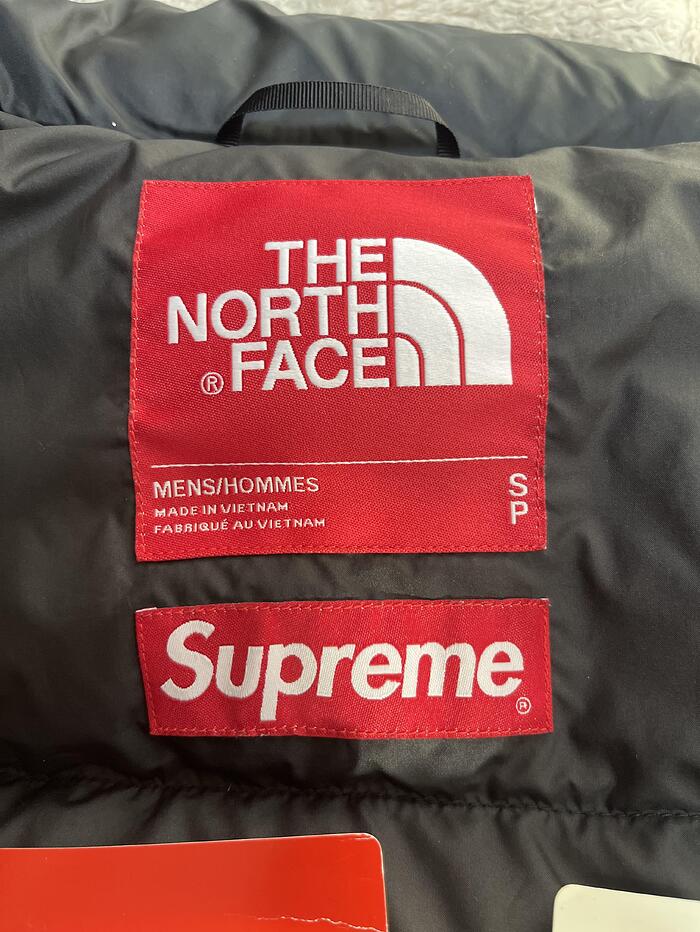 THE
NORTH
® FACE
MENS/HOMMES
S
MADE IN VIETNAM
P
FABRIQUÉ AU VIETNAM
Supreme
®